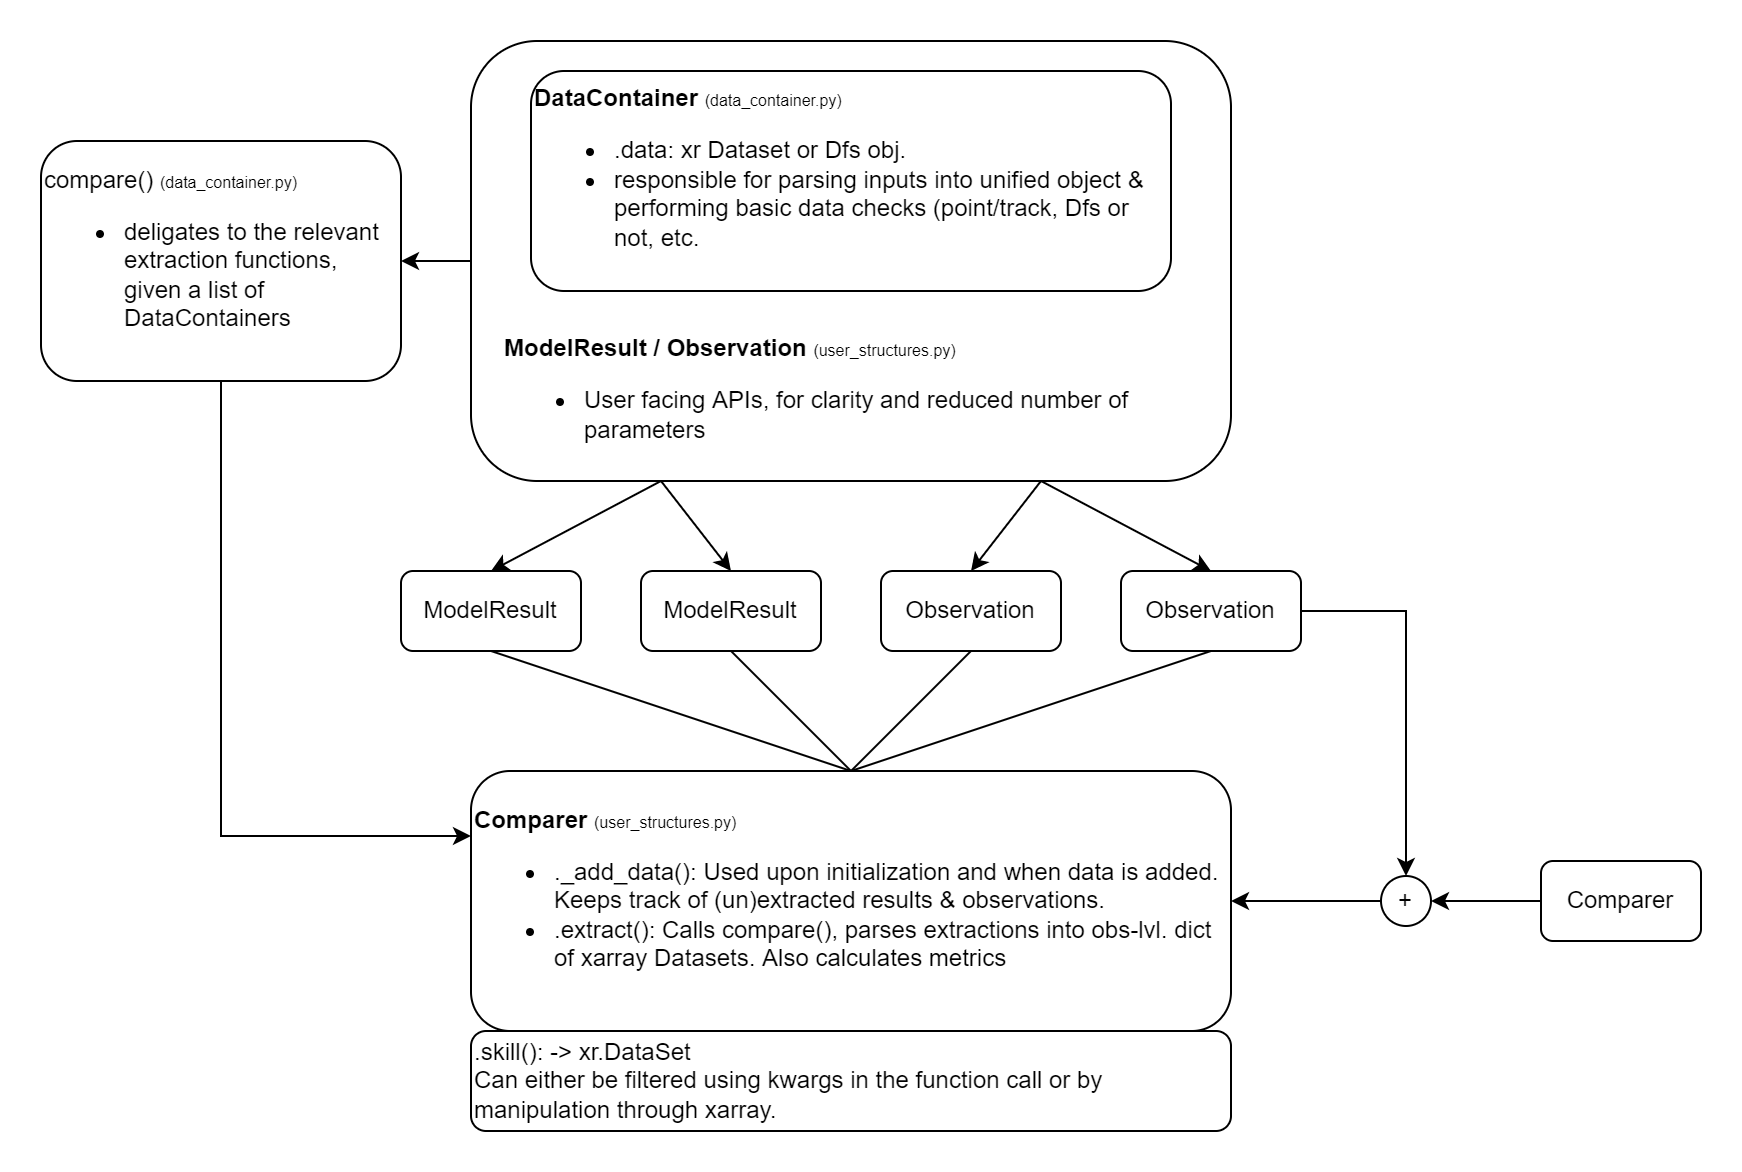 DataContainer (data_container.py)
• .data: xr Dataset or Dfs obj.
• responsible for parsing inputs into unified object &
performing basic data checks (point/track, Dfs or
not, etc.
compare() (data_container.py)
• deligates to the relevant
extraction functions,
given a list of
DataContainers
ModelResult / Observation (user_structures.py)
• User facing APIs, for clarity and reduced number of
parameters
ModelResult
ModelResult
Observation
Observation
Comparer (user_structures.py)
• ._add_data(): Used upon initialization and when data is added.
Keeps track of (un)extracted results & observations.
• .extract(): Calls compare(), parses extractions into obs-lvl. dict
of xarray Datasets. Also calculates metrics
+
Comparer
.skill(): -> xr.DataSet
Can either be filtered using kwargs in the function call or by
manipulation through xarray.